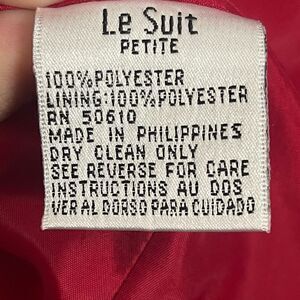 Le Suit
PETITE
100%POLYESTER
LINING:100%POLYESTER
RN 50610
MADE IN PHILIPPINES
DRY CLEAN ONLY
SEE REVERSE FOR CARE
INSTRUCTIONS AU DOS
VER AL DORSO PARA CUIDADO